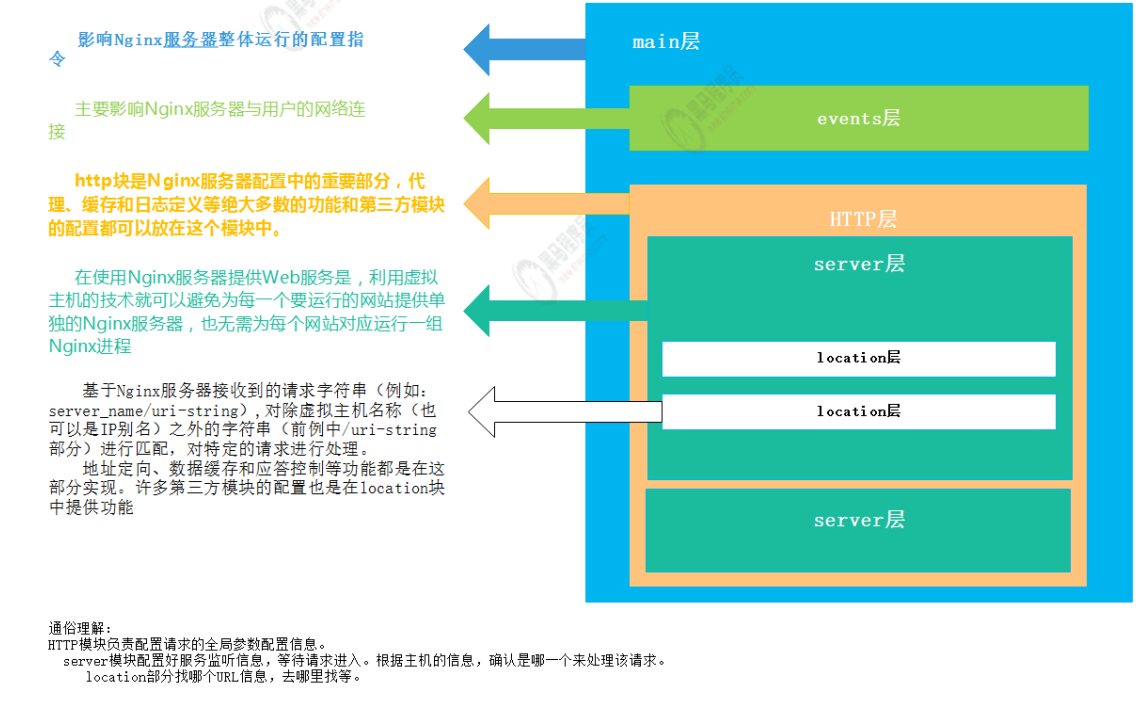 影响Nginx服务器整体运行的配置指
令
main层
主要影响Nginx服务器与用户的网络连
接
events层
http块是Nginx服务器配置中的重要部分，代
理、缓存和日志定义等绝大多数的功能和第三方模块
的配置都可以放在这个模块中。
HTTP层
在使用Nginx服务器提供Web服务是，利用虚拟
主机的技术就可以避免为每一个要运行的网站提供单
独的Nginx服务器，也无需为每个网站对应运行一组
Nginx进程
server层
location层
location层
基于Nginx服务器接收到的请求字符串（例如：
server_name/uri-string）,对除虚拟主机名称（也
可以是IP别名）之外的字符串（前例中/uri-string
部分）进行匹配，对特定的请求进行处理。
地址定向、数据缓存和应答控制等功能都是在这
部分实现。许多第三方模块的配置也是在location块
中提供功能
server层
通俗理解：
HTTP模块负责配置请求的全局参数配置信息。
server模块配置好服务监听信息，等待请求进入。根据主机的信息，确认是哪一个来处理该请求。
location部分找哪个URL信息，去哪里找等。
黑马程序员
黑马程序员